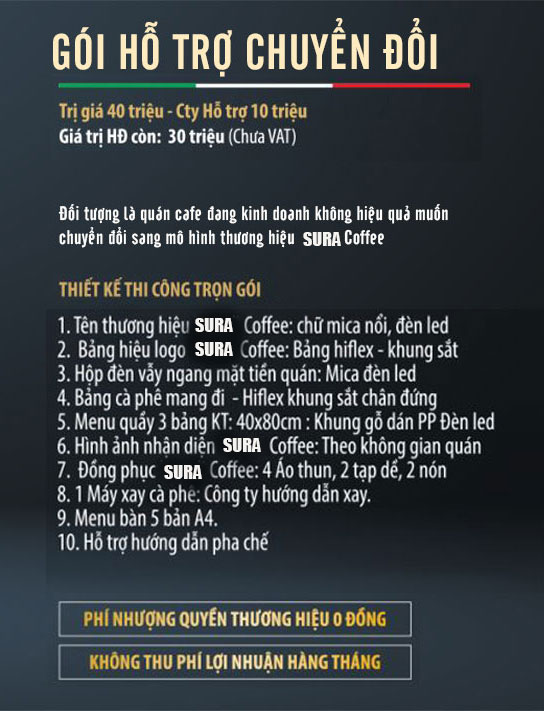 GÓI HỖ TRỢ CHUYỂN ĐỔI
Trị giá 40 triệu - Cty Hỗ trợ 10 triệu
Giá trị HĐ còn: 30 triệu (Chưa VAT)
Đối tượng là quán cafe đang kinh doanh không hiệu quả muốn
chuyển đổi sang mô hình thương hiệu SURA Coffee
THIẾT KẾ THI CÔNG TRỌN GÓI
1. Tên thương hiệu SURA Coffee: chữ mica nổi, đèn led
2. Bảng hiệu logo SURA Coffee: Bảng hiflex - khung sắt
3. Hộp đèn vẫy ngang mặt tiền quán: Mica đèn led
4. Bảng cà phê mang đi - Hiflex khung sắt chân đứng
5. Menu quầy 3 bảng KT: 40x80cm : Khung gỗ dán PP Đèn led
6. Hình ảnh nhận diện SURA Coffee: Theo không gian quán
7. Đồng phục SURA Coffee: 4 Áo thun, 2 tạp dề, 2 nón
8. 1 Máy xay cà phê: Công ty hướng dẫn xay.
9. Menu bàn 5 bản A4.
10. Hỗ trợ hướng dẫn pha chế
PHÍ NHƯỢNG QUYỀN THƯƠNG HIỆU 0 ĐỒNG
KHÔNG THU PHÍ LỢI NHUẬN HÀNG THÁNG